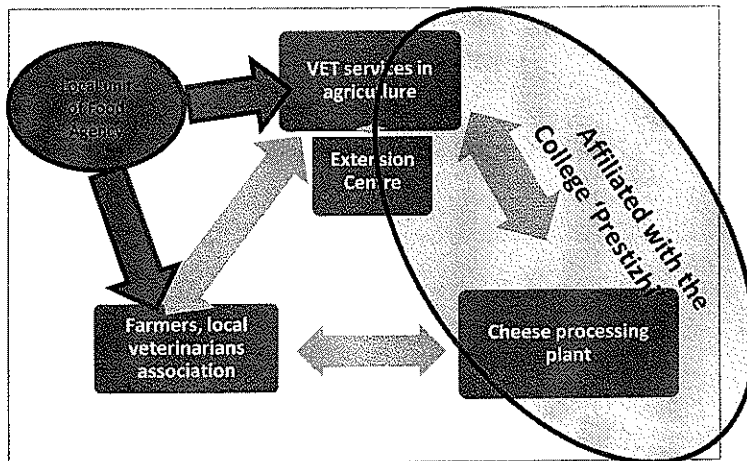 Local unit
of Food
Agency
VET services in
agriculture
Extension
Centre
Affiliated with the
College ‘Prestizh’
Farmers, local
veterinarians
association
Cheese processing
plant